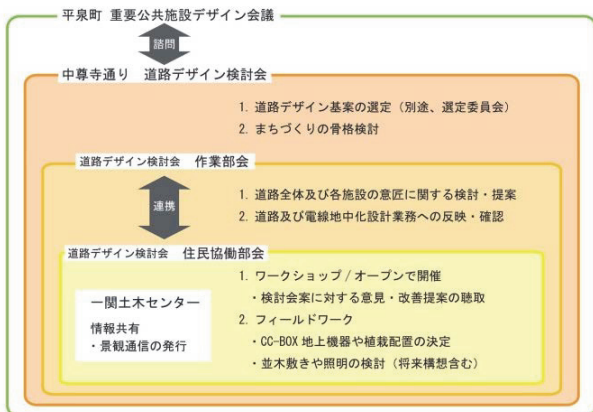 平泉町 重要公共施設デザイン会議
諮問
中尊寺通り 道路デザイン検討会
1. 道路デザイン基案の選定（別途、選定委員会）
2. まちづくりの骨格検討
道路デザイン検討会 作業部会
連携
1. 道路全体及び各施設の意匠に関する検討・提案
2. 道路及び電線地中化設計業務への反映・確認
道路デザイン検討会 住民協働部会
1. ワークショップ / オープンで開催
・検討会案に対する意見・改善提案の聴取
2. フィールドワーク
・CC-BOX 地上機器や植栽配置の決定
・並木敷きや照明の検討（将来構想含む）
一関土木センター
情報共有
・景観通信の発行